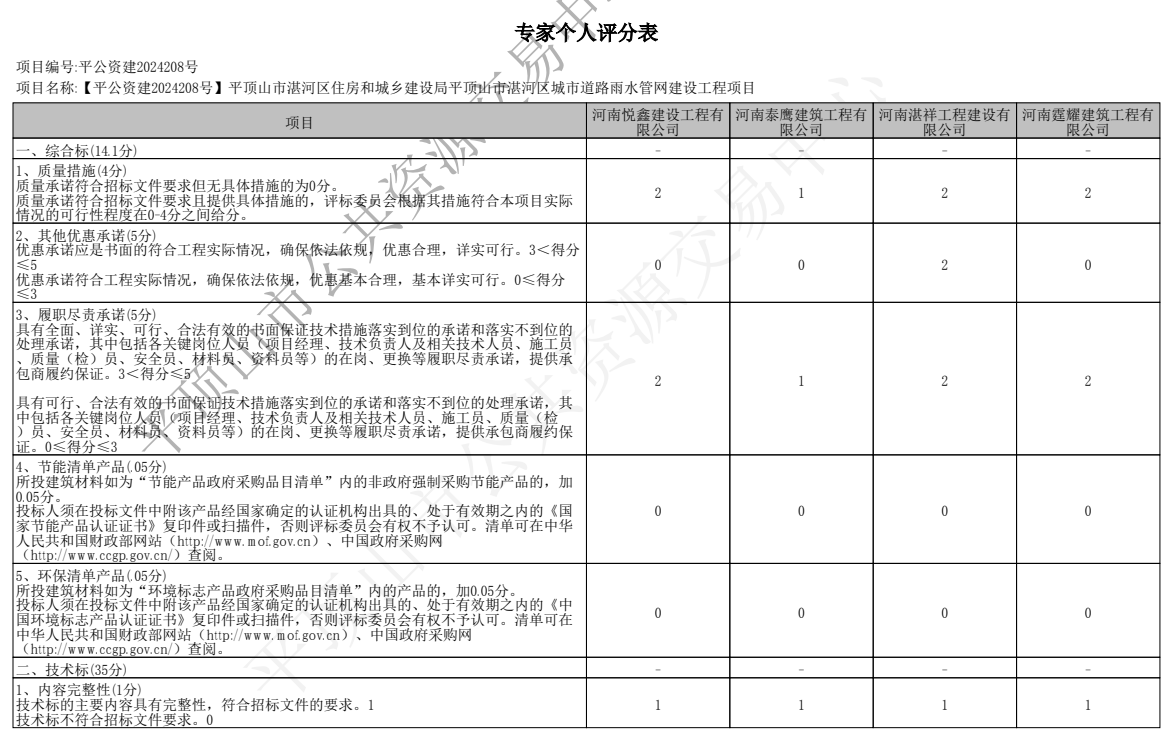 专家个人评分表
项目编号:平公资建2024208号
项目名称:【平公资建2024208号】平顶山市湛河区住房和城乡建设局平顶山市湛河区城市道路雨水管网建设工程项目
项目 河南悦鑫建设工程有限公司 河南泰鹰建筑工程有限公司 河南湛祥工程建设有限公司 河南霆耀建筑工程有限公司
一、综合标(14.1分) - - - -
1、质量措施(4分)
质量承诺符合招标文件要求但无具体措施的为0分。
质量承诺符合招标文件要求且提供具体措施的，评标委员会根据其措施符合本项目实际
情况的可行性程度在0-4分之间给分。
2 1 2 2
2、其他优惠承诺(5分)
优惠承诺应是书面的符合工程实际情况，确保依法依规，优惠合理，详实可行。3＜得分
≤5
优惠承诺符合工程实际情况，确保依法依规，优惠基本合理，基本详实可行。0≤得分
≤3
0 0 2 0
3、履职尽责承诺(5分)
具有全面、详实、可行、合法有效的书面保证技术措施落实到位的承诺和落实不到位的
处理承诺，其中包括各关键岗位人员（项目经理、技术负责人及相关技术人员、施工员
、质量（检）员、安全员、材料员、资料员等）的在岗、更换等履职尽责承诺，提供承
包商履约保证。3＜得分≤5
具有可行、合法有效的书面保证技术措施落实到位的承诺和落实不到位的处理承诺，其
中包括各关键岗位人员（项目经理、技术负责人及相关技术人员、施工员、质量（检
）员、安全员、材料员、资料员等）的在岗、更换等履职尽责承诺，提供承包商履约保
证。0≤得分≤3
2 1 2 2
4、节能清单产品(.05分)
所投建筑材料如为“节能产品政府采购品目清单”内的非政府强制采购节能产品的，加
0.05分。
投标人须在投标文件中附该产品经国家确定的认证机构出具的、处于有效期之内的《国
家节能产品认证证书》复印件或扫描件，否则评标委员会有权不予认可。清单可在中华
人民共和国财政部网站（http://www.mof.gov.cn）、中国政府采购网
（http://www.ccgp.gov.cn/）查阅。
0 0 0 0
5、环保清单产品(.05分)
所投建筑材料如为“环境标志产品政府采购品目清单”内的产品的，加0.05分。
投标人须在投标文件中附该产品经国家确定的认证机构出具的、处于有效期之内的《中
国环境标志产品认证证书》复印件或扫描件，否则评标委员会有权不予认可。清单可在
中华人民共和国财政部网站（http://www.mof.gov.cn）、中国政府采购网
（http://www.ccgp.gov.cn/）查阅。
0 0 0 0
二、技术标(35分) - - - -
1、内容完整性(1分)
技术标的主要内容具有完整性，符合招标文件的要求。1
技术标不符合招标文件要求。0
1 1 1 1
平顶山市公共资源交易中
平顶山市公共资源交易中心